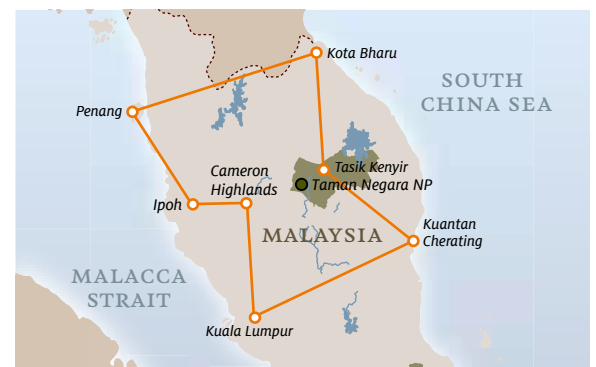 Kota Bharu
SOUTH
CHINA SEA
Penang
Tasik Kenyir
Cameron
Highlands
Taman Negara NP
Ipoh
Kuantan
Cherating
MALAYSIA
MALACCA
STRAIT
Kuala Lumpur